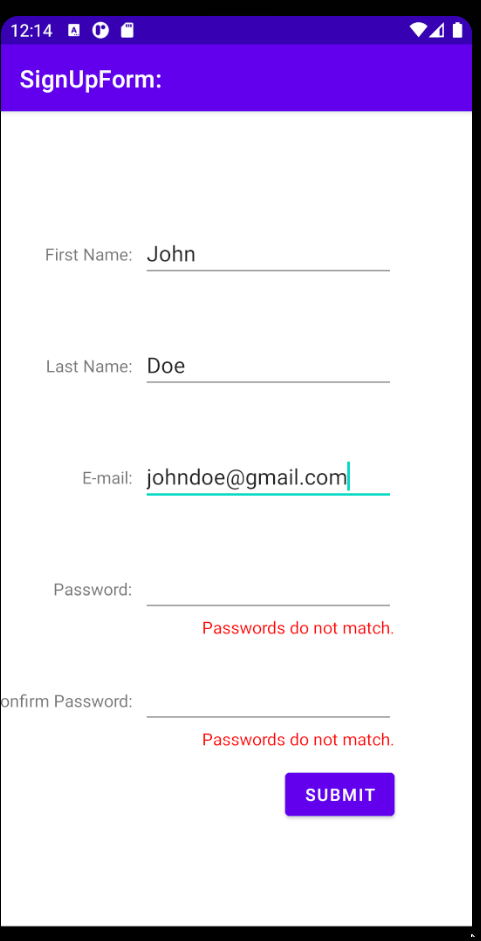 12:14
SignUpForm:
First Name: John
Last Name: Doe
E-mail: johndoe@gmail.com
Password:
Passwords do not match.
onfirm Password:
Passwords do not match.
SUBMIT